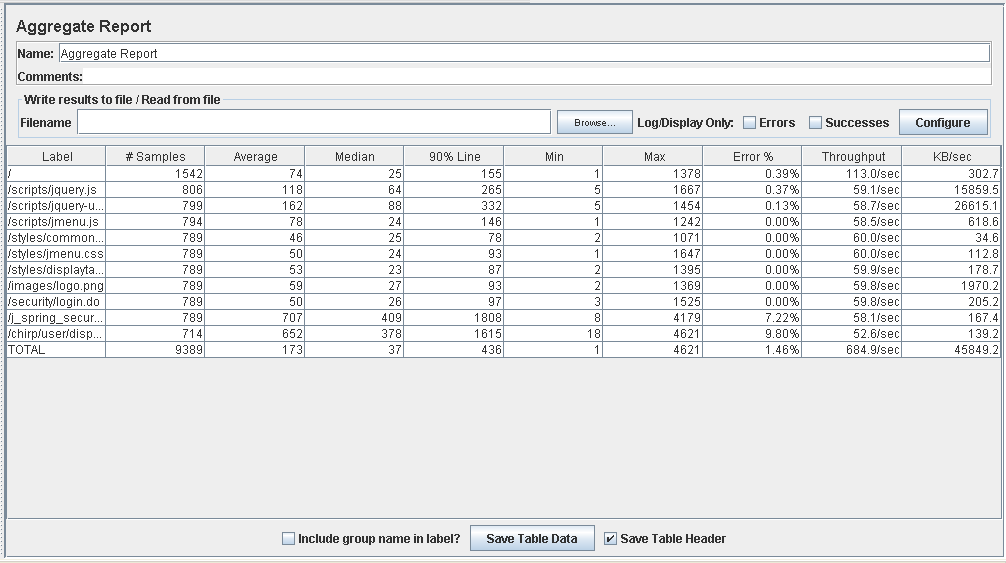 Aggregate Report
Name: Aggregate Report
Comments:
Write results to file / Read from file
Filename Browse... Log/Display Only: Errors Successes Configure
Label # Samples Average Median 90% Line Min Max Error % Throughput KB/sec
/ 1542 74 25 155 1 1378 0.39% 113.0/sec 302.7
/scripts/jquery.js 806 118 64 265 5 1667 0.37% 59.1/sec 15859.5
/scripts/jquery-u... 799 162 88 332 5 1454 0.13% 58.7/sec 26615.1
/scripts/jmenu.js 794 78 24 146 1 1242 0.00% 58.5/sec 618.6
/styles/common... 789 46 25 78 2 1071 0.00% 60.0/sec 34.6
/styles/jmenu.css 789 50 24 93 1 1647 0.00% 60.0/sec 112.8
/styles/displayta... 789 53 23 87 2 1395 0.00% 59.9/sec 178.7
/images/logo.png 789 59 27 93 2 1369 0.00% 59.8/sec 1970.2
/security/login.do 789 50 26 97 3 1525 0.00% 59.8/sec 205.2
/j_spring_secur... 789 707 409 1808 8 4179 7.22% 58.1/sec 167.4
/chirp/user/disp... 714 652 378 1615 18 4621 9.80% 52.6/sec 139.2
TOTAL 9389 173 37 436 1 4621 1.46% 684.9/sec 45849.2
Include group name in label? Save Table Data Save Table Header